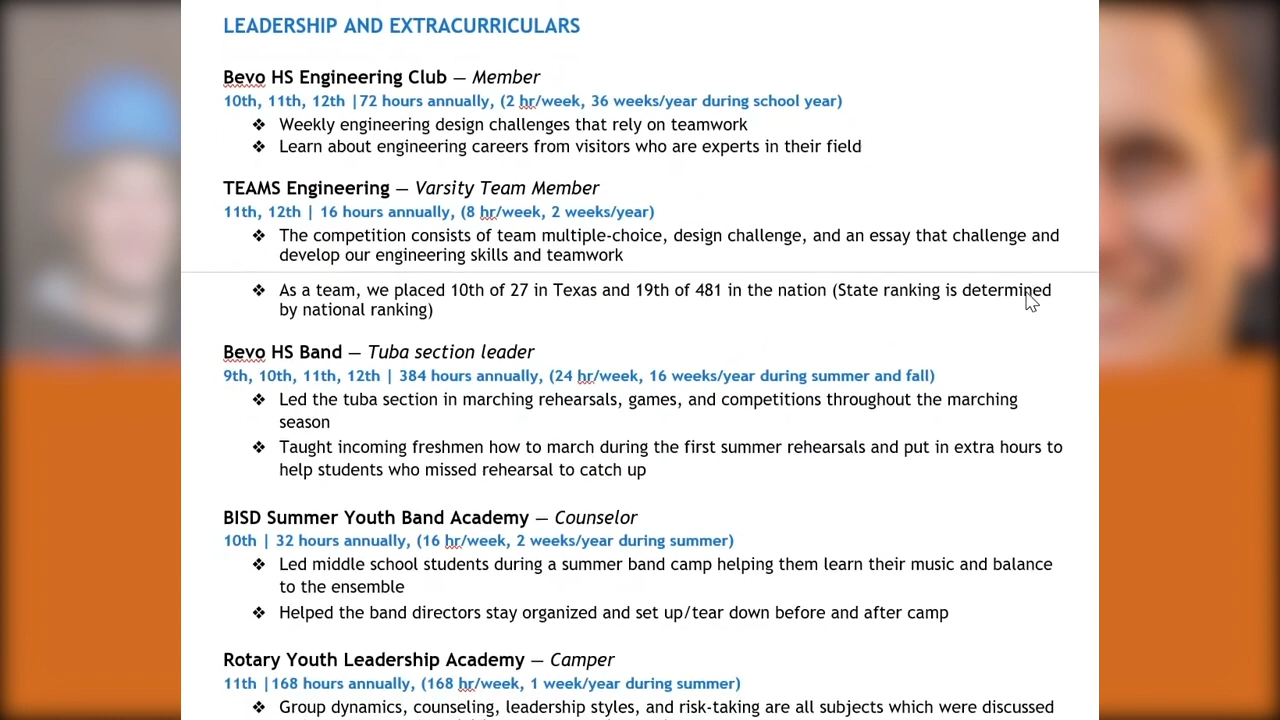 LEADERSHIP AND EXTRACURRICULARS
Bevo HS Engineering Club — Member
10th, 11th, 12th |72 hours annually, (2 hr/week, 36 weeks/year during school year)
❖ Weekly engineering design challenges that rely on teamwork
❖ Learn about engineering careers from visitors who are experts in their field
TEAMS Engineering — Varsity Team Member
11th, 12th | 16 hours annually, (8 hr/week, 2 weeks/year)
❖ The competition consists of team multiple-choice, design challenge, and an essay that challenge and
develop our engineering skills and teamwork
❖ As a team, we placed 10th of 27 in Texas and 19th of 481 in the nation (State ranking is determined
by national ranking)
Bevo HS Band — Tuba section leader
9th, 10th, 11th, 12th | 384 hours annually, (24 hr/week, 16 weeks/year during summer and fall)
❖ Led the tuba section in marching rehearsals, games, and competitions throughout the marching
season
❖ Taught incoming freshmen how to march during the first summer rehearsals and put in extra hours to
help students who missed rehearsal to catch up
BISD Summer Youth Band Academy — Counselor
10th | 32 hours annually, (16 hr/week, 2 weeks/year during summer)
❖ Led middle school students during a summer band camp helping them learn their music and balance
to the ensemble
❖ Helped the band directors stay organized and set up/tear down before and after camp
Rotary Youth Leadership Academy — Camper
11th |168 hours annually, (168 hr/week, 1 week/year during summer)
❖ Group dynamics, counseling, leadership styles, and risk-taking are all subjects which were discussed